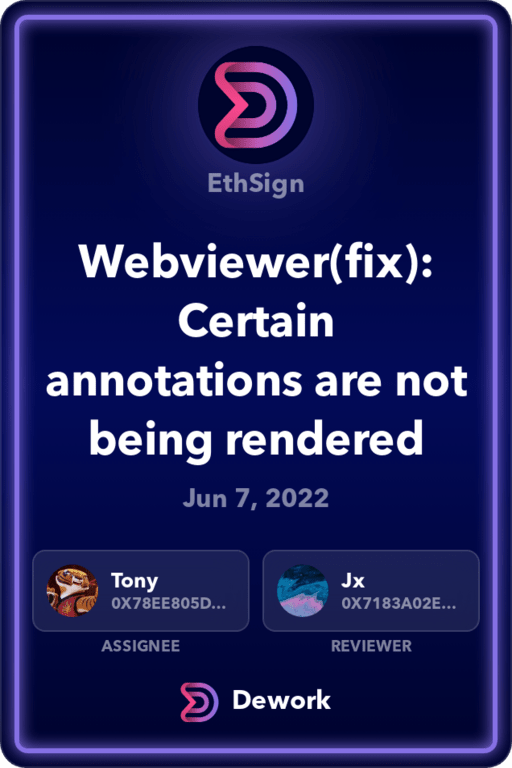 EthSign
Webviewer(fix):
Certain
annotations are not
being rendered
Jun 7, 2022
Tony
0X78EE805D...
Jx
0X7183A02E...
ASSIGNEE
REVIEWER
Dework